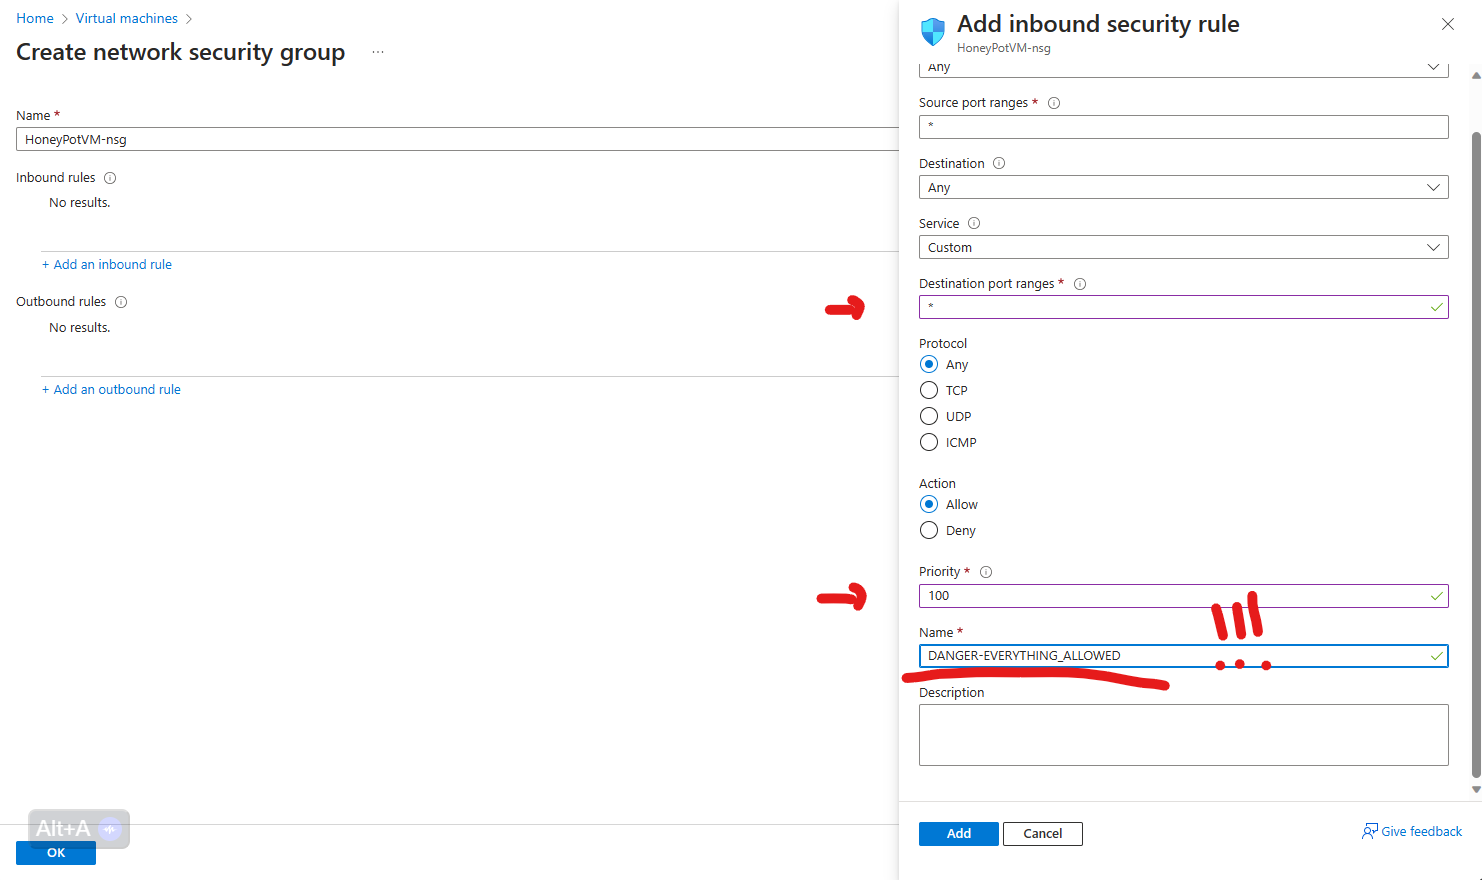 Home > Virtual machines >
Create network security group ...
Name *
HoneyPotVM-nsg
Inbound rules
No results.
+ Add an inbound rule
Outbound rules
No results.
+ Add an outbound rule
Alt+A
OK
Add inbound security rule
HoneyPotVM-nsg
Any
Source port ranges *
*
Destination
Any
Service
Custom
Destination port ranges *
*
Protocol
Any
TCP
UDP
ICMP
Action
Allow
Deny
Priority *
100
!!!
Name *
DANGER-EVERYTHING_ALLOWED
Description
Add
Cancel
Give feedback